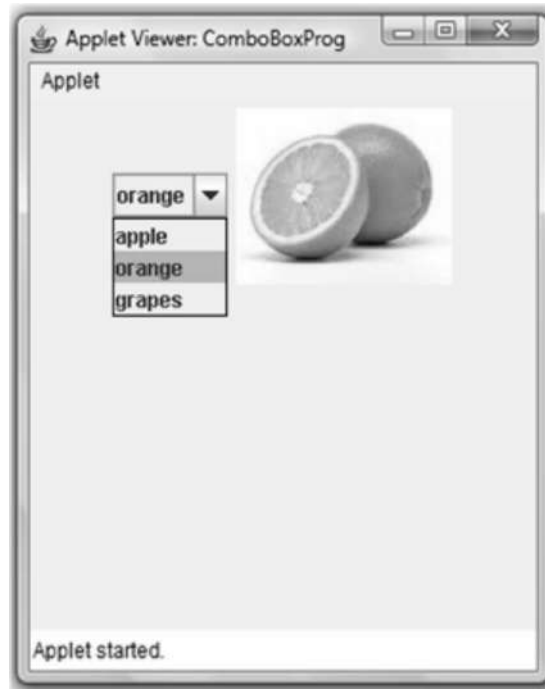 Applet Viewer: ComboBoxProg
Applet
orange
apple
orange
grapes
Applet started.